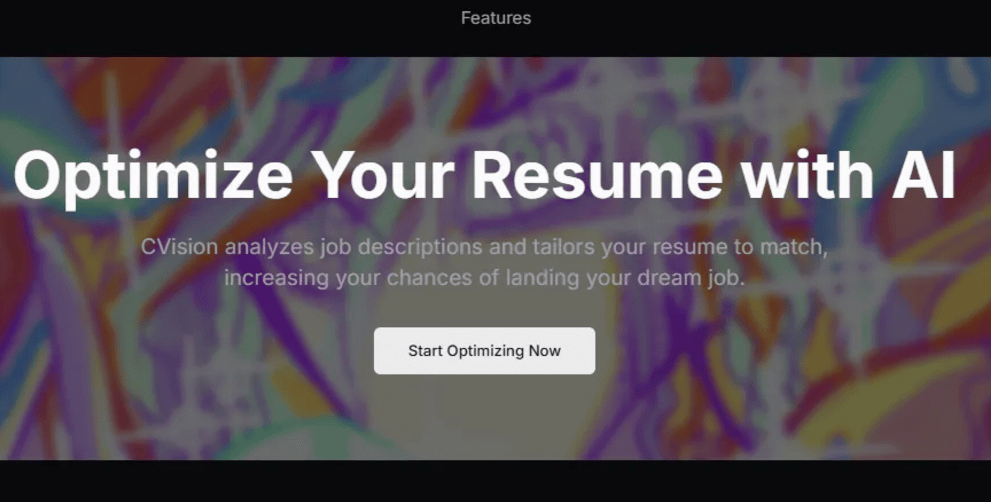 Features
Optimize Your Resume with AI
CVision analyzes job descriptions and tailors your resume to match,
increasing your chances of landing your dream job.
Start Optimizing Now